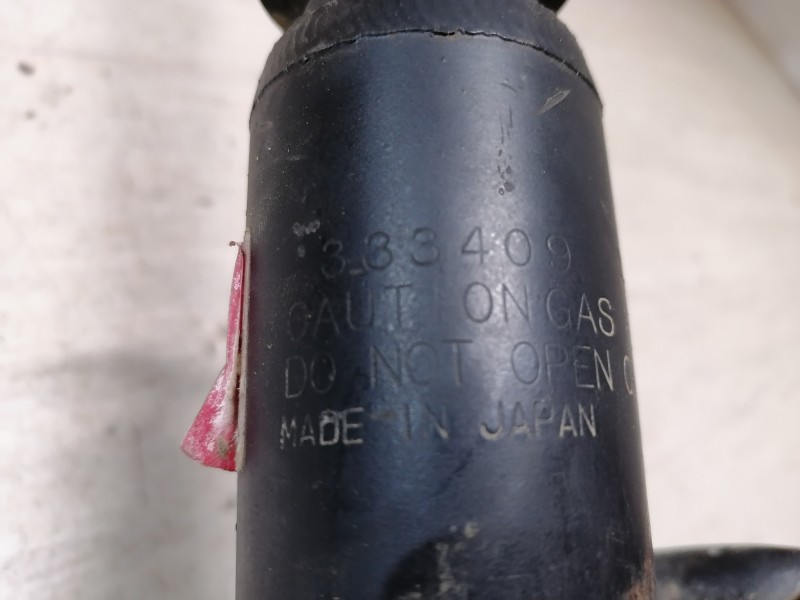 333409
CAUTION GAS
DO NOT OPEN
MADE IN JAPAN